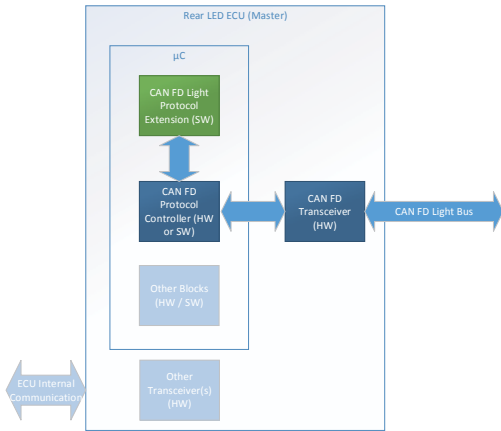 Rear LED ECU (Master)
µC
CAN FD Light
Protocol
Extension (SW)
CAN FD
Protocol
Controller (HW
or SW)
CAN FD
Transceiver
(HW)
CAN FD Light Bus
Other Blocks
(HW / SW)
ECU Internal
Communication
Other
Transceiver(s)
(HW)